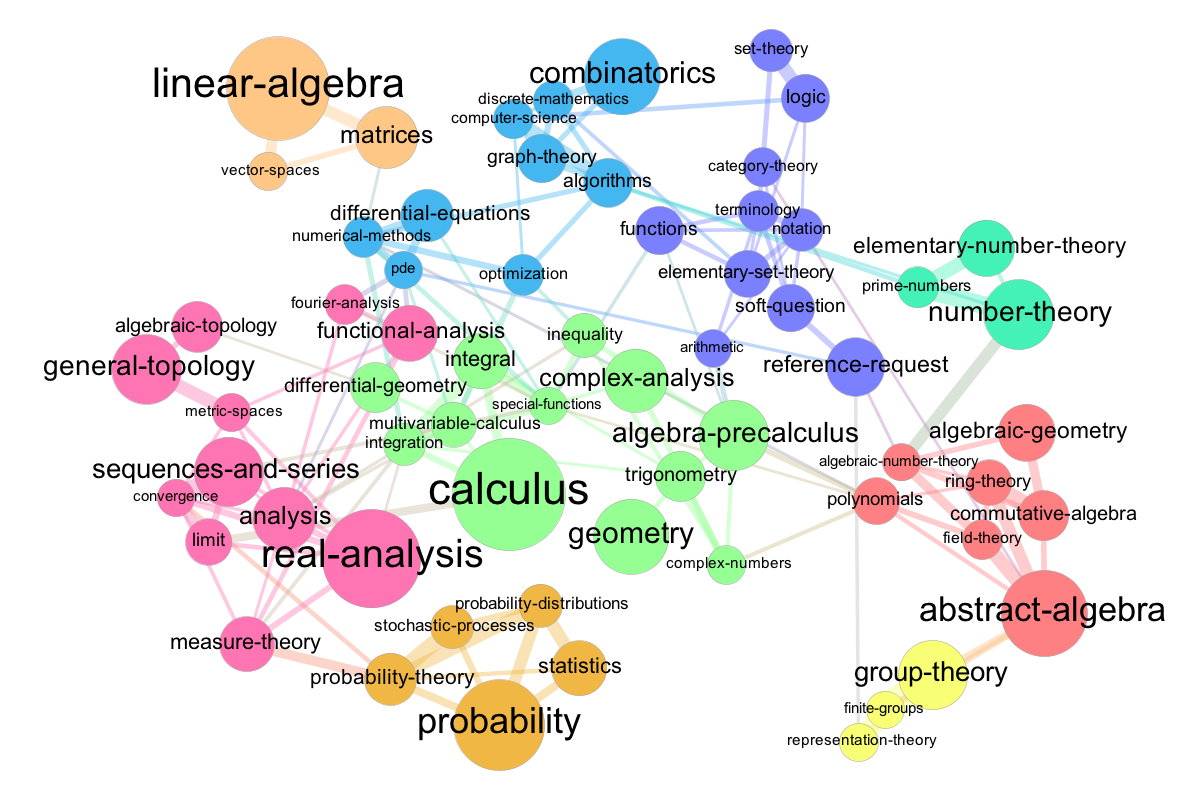 set-theory
combinatorics
linear-algebra
discrete-mathematics
logic
computer-science
matrices
graph-theory
category-theory
vector-spaces
algorithms
terminology
differential-equations
functions
notation
numerical-methods
elementary-number-theory
pde
optimization
elementary-set-theory
prime-numbers
fourier-analysis
soft-question
number-theory
algebraic-topology
functional-analysis
inequality
arithmetic
integral
general-topology
reference-request
differential-geometry
complex-analysis
special-functions
metric-spaces
multivariable-calculus
algebra-precalculus
algebraic-geometry
integration
algebraic-number-theory
sequences-and-series
trigonometry
ring-theory
convergence
calculus
polynomials
commutative-algebra
analysis
geometry
limit
field-theory
real-analysis
complex-numbers
probability-distributions
abstract-algebra
stochastic-processes
measure-theory
statistics
probability-theory
group-theory
finite-groups
probability
representation-theory